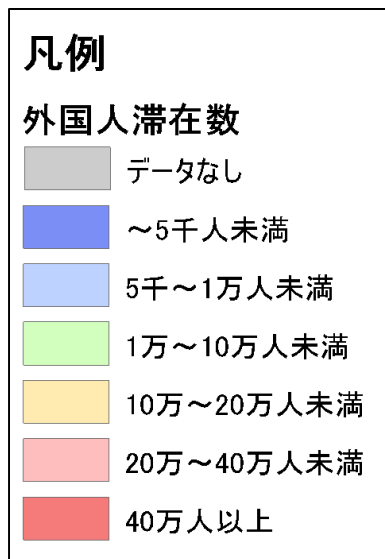 凡例
外国人滞在数
データなし
～5千人未満
5千～1万人未満
1万～10万人未満
10万～20万人未満
20万～40万人未満
40万人以上